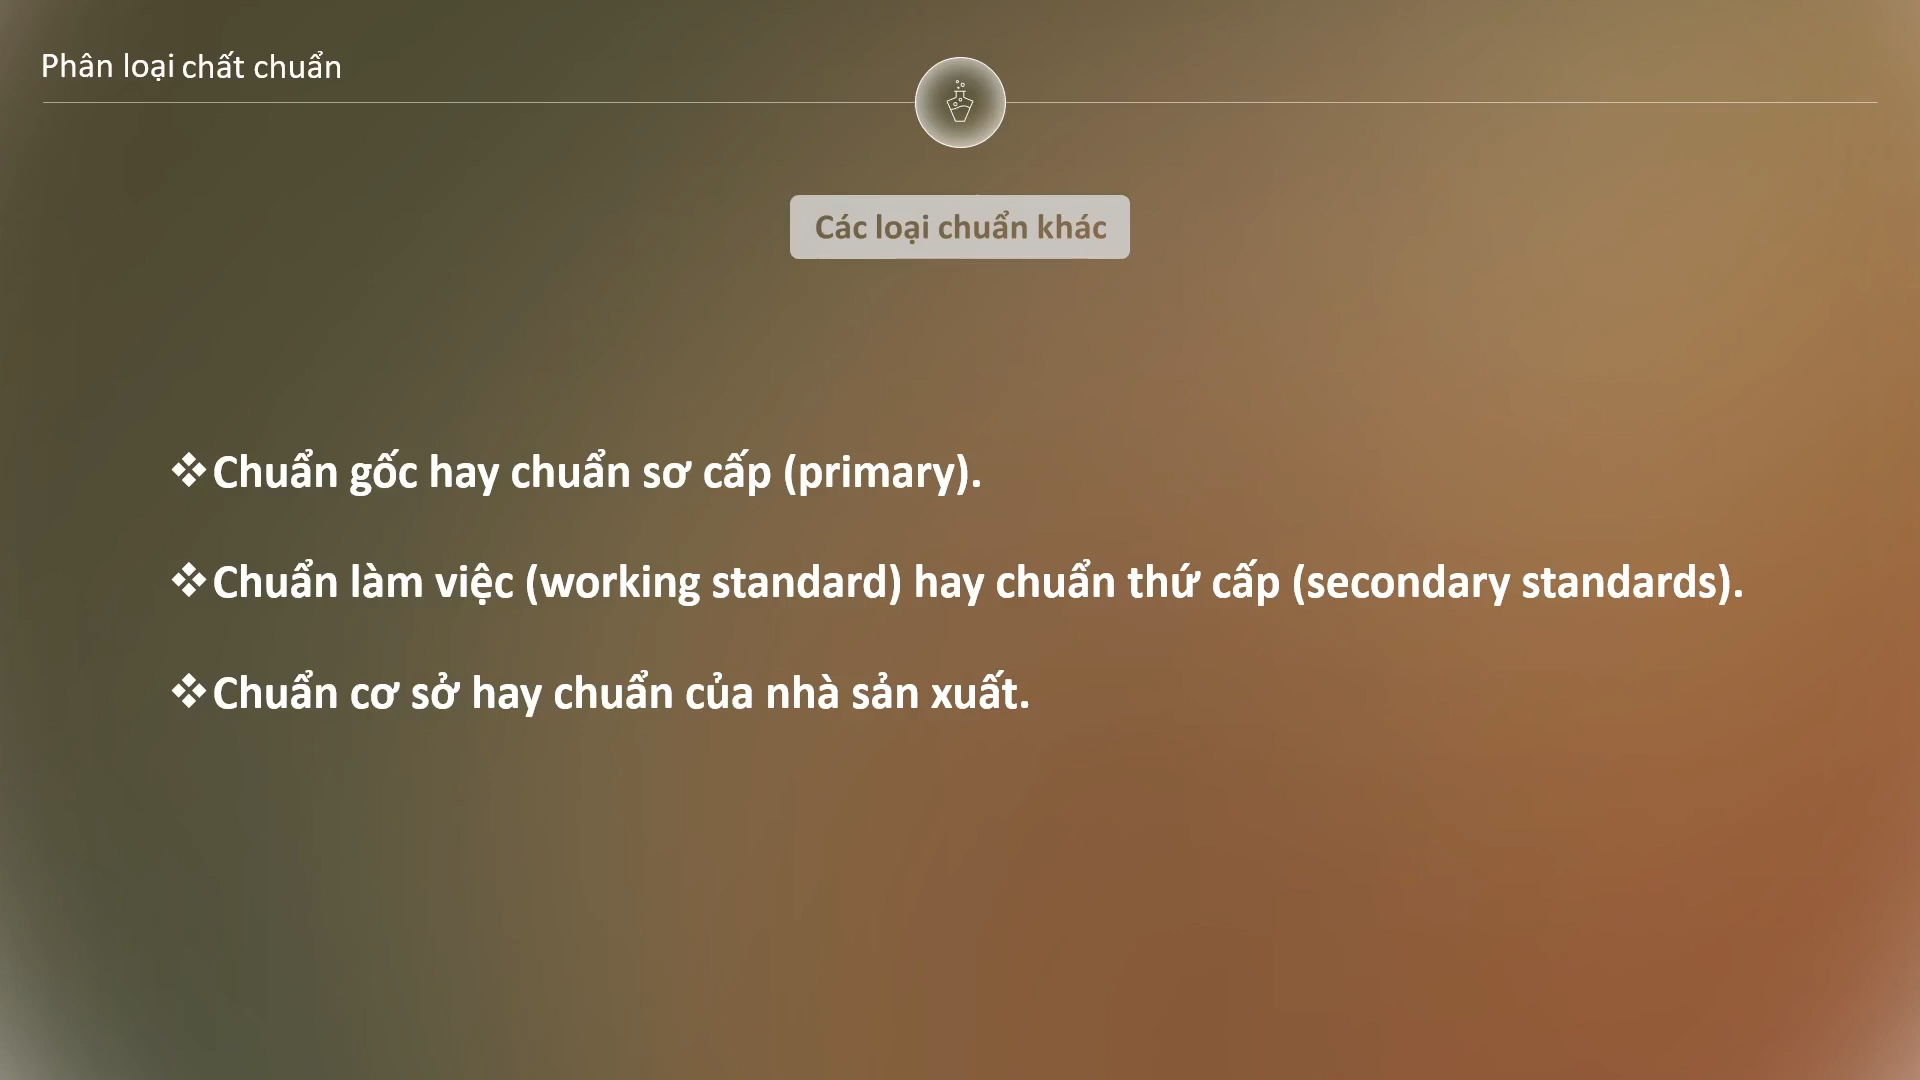 Phân loại chất chuẩn
Các loại chuẩn khác
❖Chuẩn gốc hay chuẩn sơ cấp (primary).
❖Chuẩn làm việc (working standard) hay chuẩn thứ cấp (secondary standards).
❖Chuẩn cơ sở hay chuẩn của nhà sản xuất.